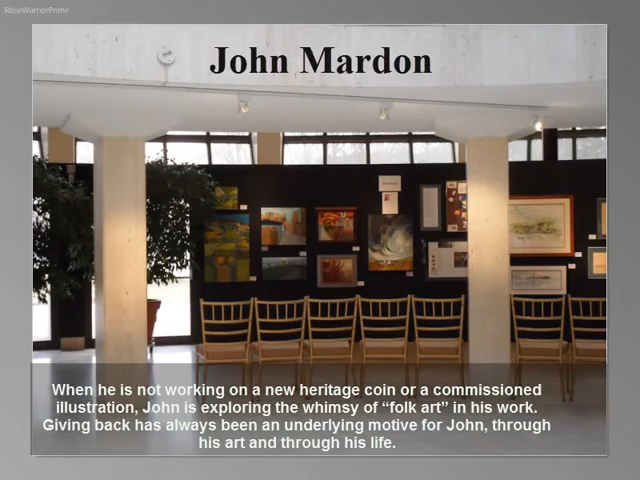 RoseWarriorPrime
John Mardon
When he is not working on a new heritage coin or a commissioned
illustration, John is exploring the whimsy of “folk art” in his work.
Giving back has always been an underlying motive for John, through
his art and through his life.